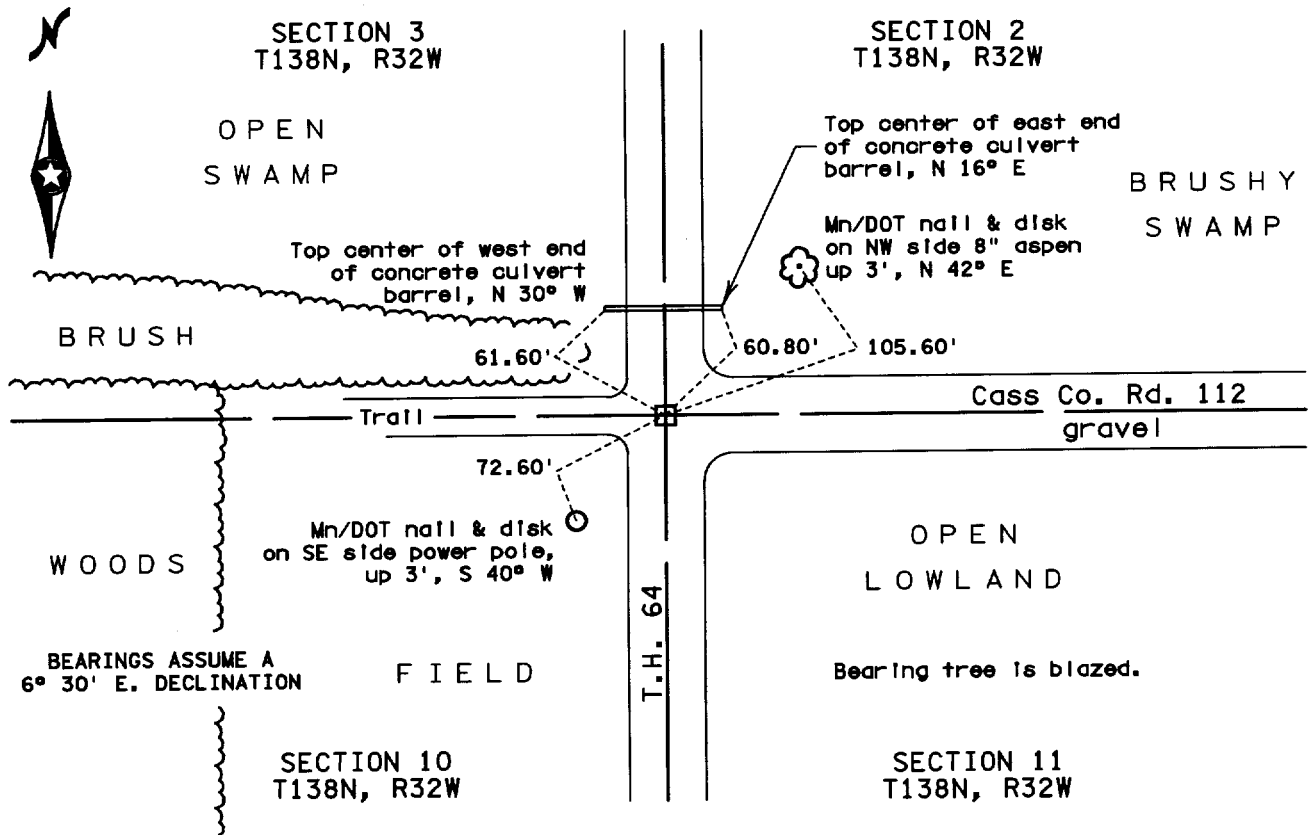 N
SECTION 3
T138N, R32W
SECTION 2
T138N, R32W
OPEN
SWAMP
Top center of east end
of concrete culvert
barrel, N 16° E
BRUSHY
SWAMP
Mn/DOT nail & disk
on NW side 8" aspen
up 3', N 42° E
Top center of west end
of concrete culvert
barrel, N 30° W
BRUSH
61.60'
60.80'
105.60'
Trail
Cass Co. Rd. 112
gravel
72.60'
Mn/DOT nail & disk
on SE side power pole,
up 3', S 40° W
WOODS
OPEN
LOWLAND
T.H. 64
BEARINGS ASSUME A
6° 30' E. DECLINATION
FIELD
Bearing tree is blazed.
SECTION 10
T138N, R32W
SECTION 11
T138N, R32W